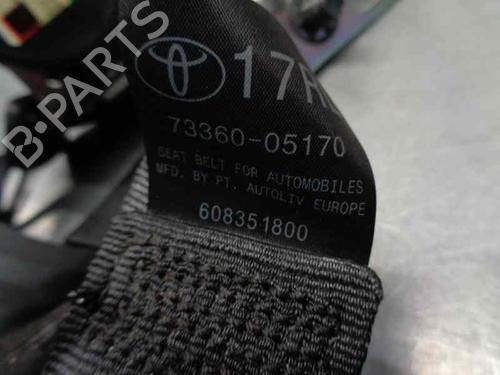 17R
73360-05170
SEAT BELT FOR AUTOMOBILES
MFD. BY PT. AUTOLIV EUROPE
608351800
B-PARTS